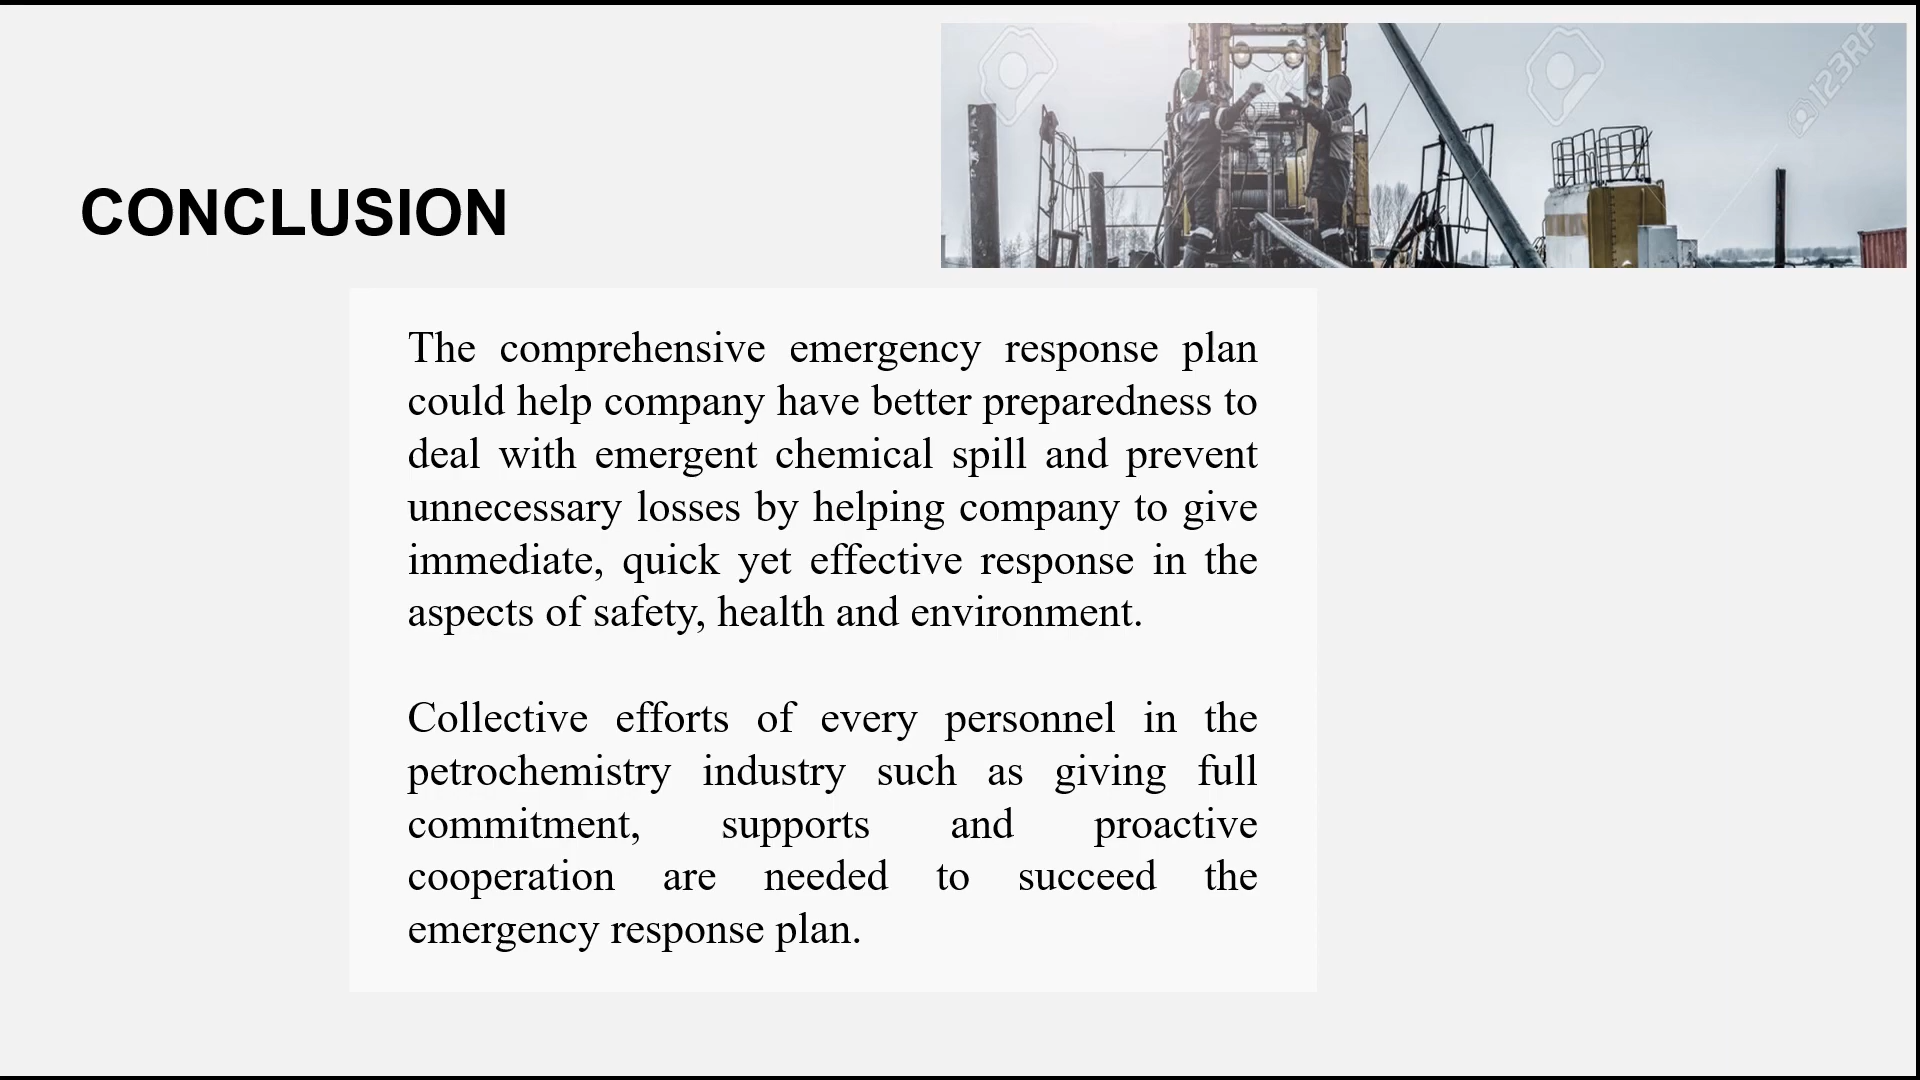 123RF
CONCLUSION
The comprehensive emergency response plan
could help company have better preparedness to
deal with emergent chemical spill and prevent
unnecessary losses by helping company to give
immediate, quick yet effective response in the
aspects of safety, health and environment.
Collective efforts of every personnel in the
petrochemistry industry such as giving full
commitment, supports and proactive
cooperation are needed to succeed the
emergency response plan.